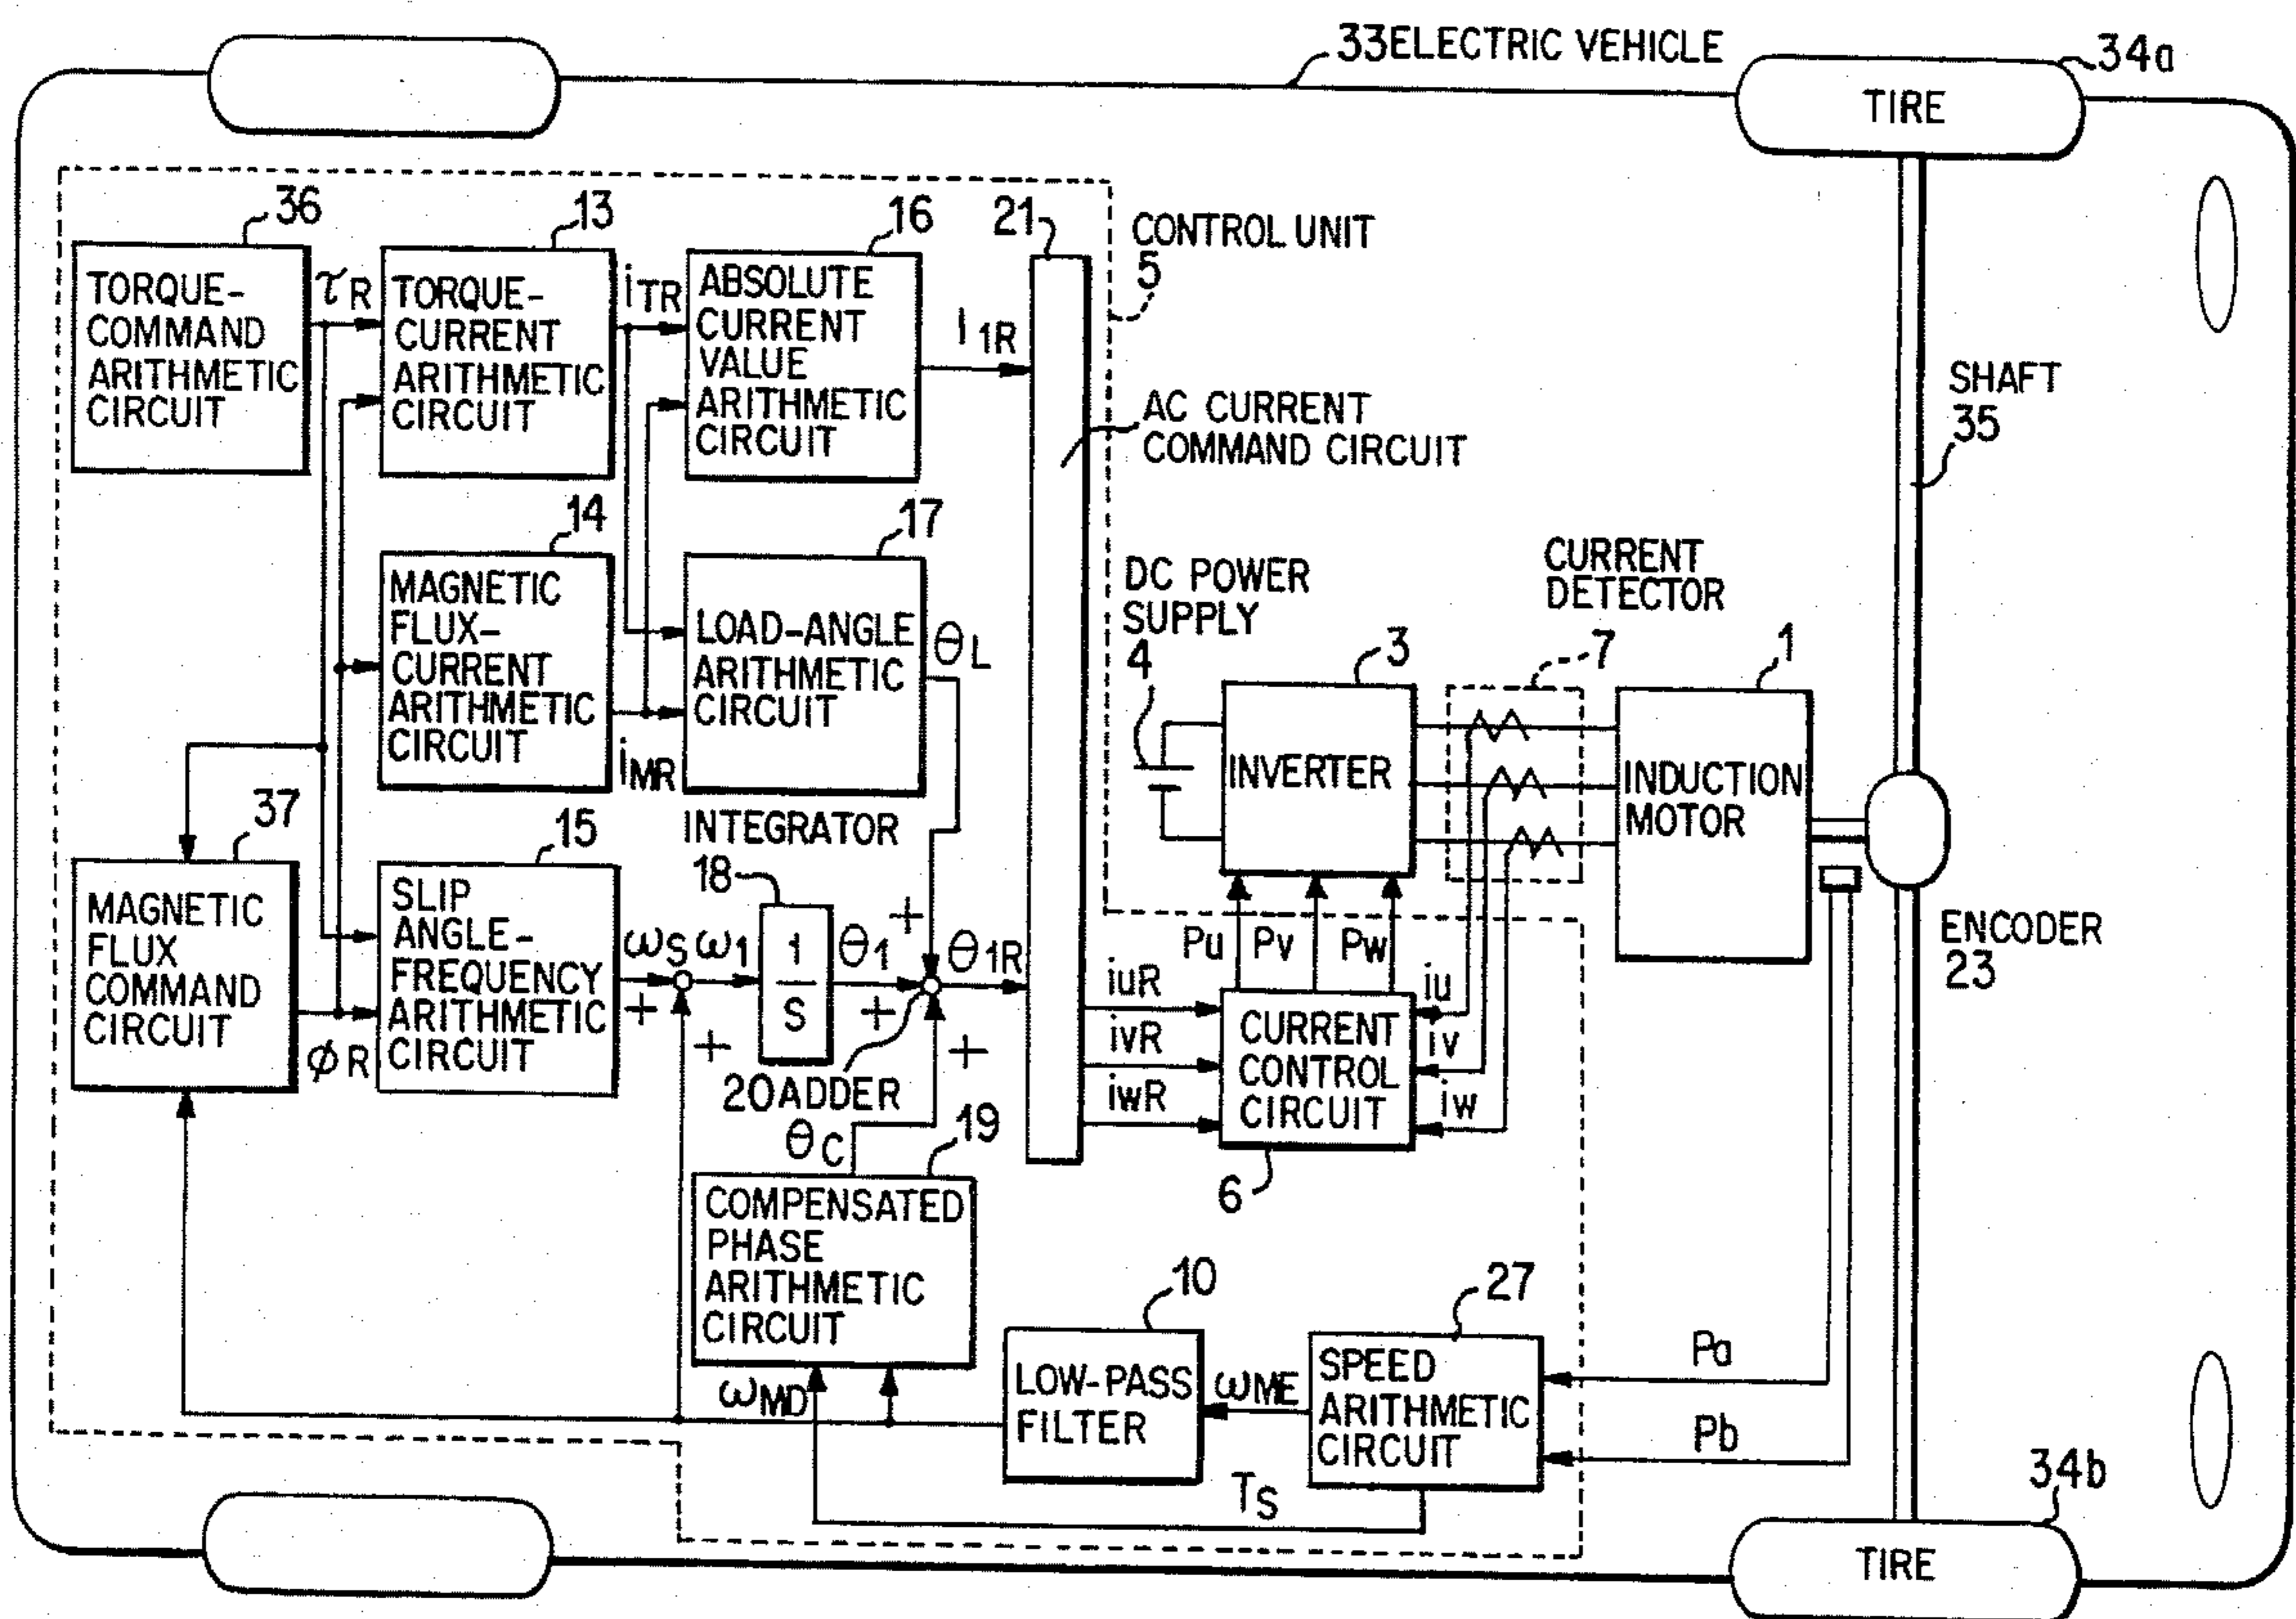 33 ELECTRIC VEHICLE
34a
TIRE
36
13
16
21
CONTROL UNIT
5
TORQUE-
COMMAND
ARITHMETIC
CIRCUIT
τR
TORQUE-
CURRENT
ARITHMETIC
CIRCUIT
iTR
ABSOLUTE
CURRENT
VALUE
ARITHMETIC
CIRCUIT
I1R
AC CURRENT
COMMAND CIRCUIT
SHAFT
35
14
17
MAGNETIC
FLUX-
CURRENT
ARITHMETIC
CIRCUIT
iMR
LOAD-ANGLE
ARITHMETIC
CIRCUIT
θL
DC POWER
SUPPLY
4
3
INVERTER
CURRENT
DETECTOR
7
1
INDUCTION
MOTOR
ENCODER
23
37
MAGNETIC
FLUX
COMMAND
CIRCUIT
φR
15
SLIP
ANGLE-
FREQUENCY
ARITHMETIC
CIRCUIT
ωS
+
+
ω1
INTEGRATOR
18
1
S
θ1
+
+
+
θ1R
20 ADDER
θC
19
COMPENSATED
PHASE
ARITHMETIC
CIRCUIT
Pu Pv Pw
iuR
ivR
iwR
CURRENT
CONTROL
CIRCUIT
6
iu
iv
iw
ωMD
10
LOW-PASS
FILTER
ωME
27
SPEED
ARITHMETIC
CIRCUIT
TS
Pa
Pb
34b
TIRE